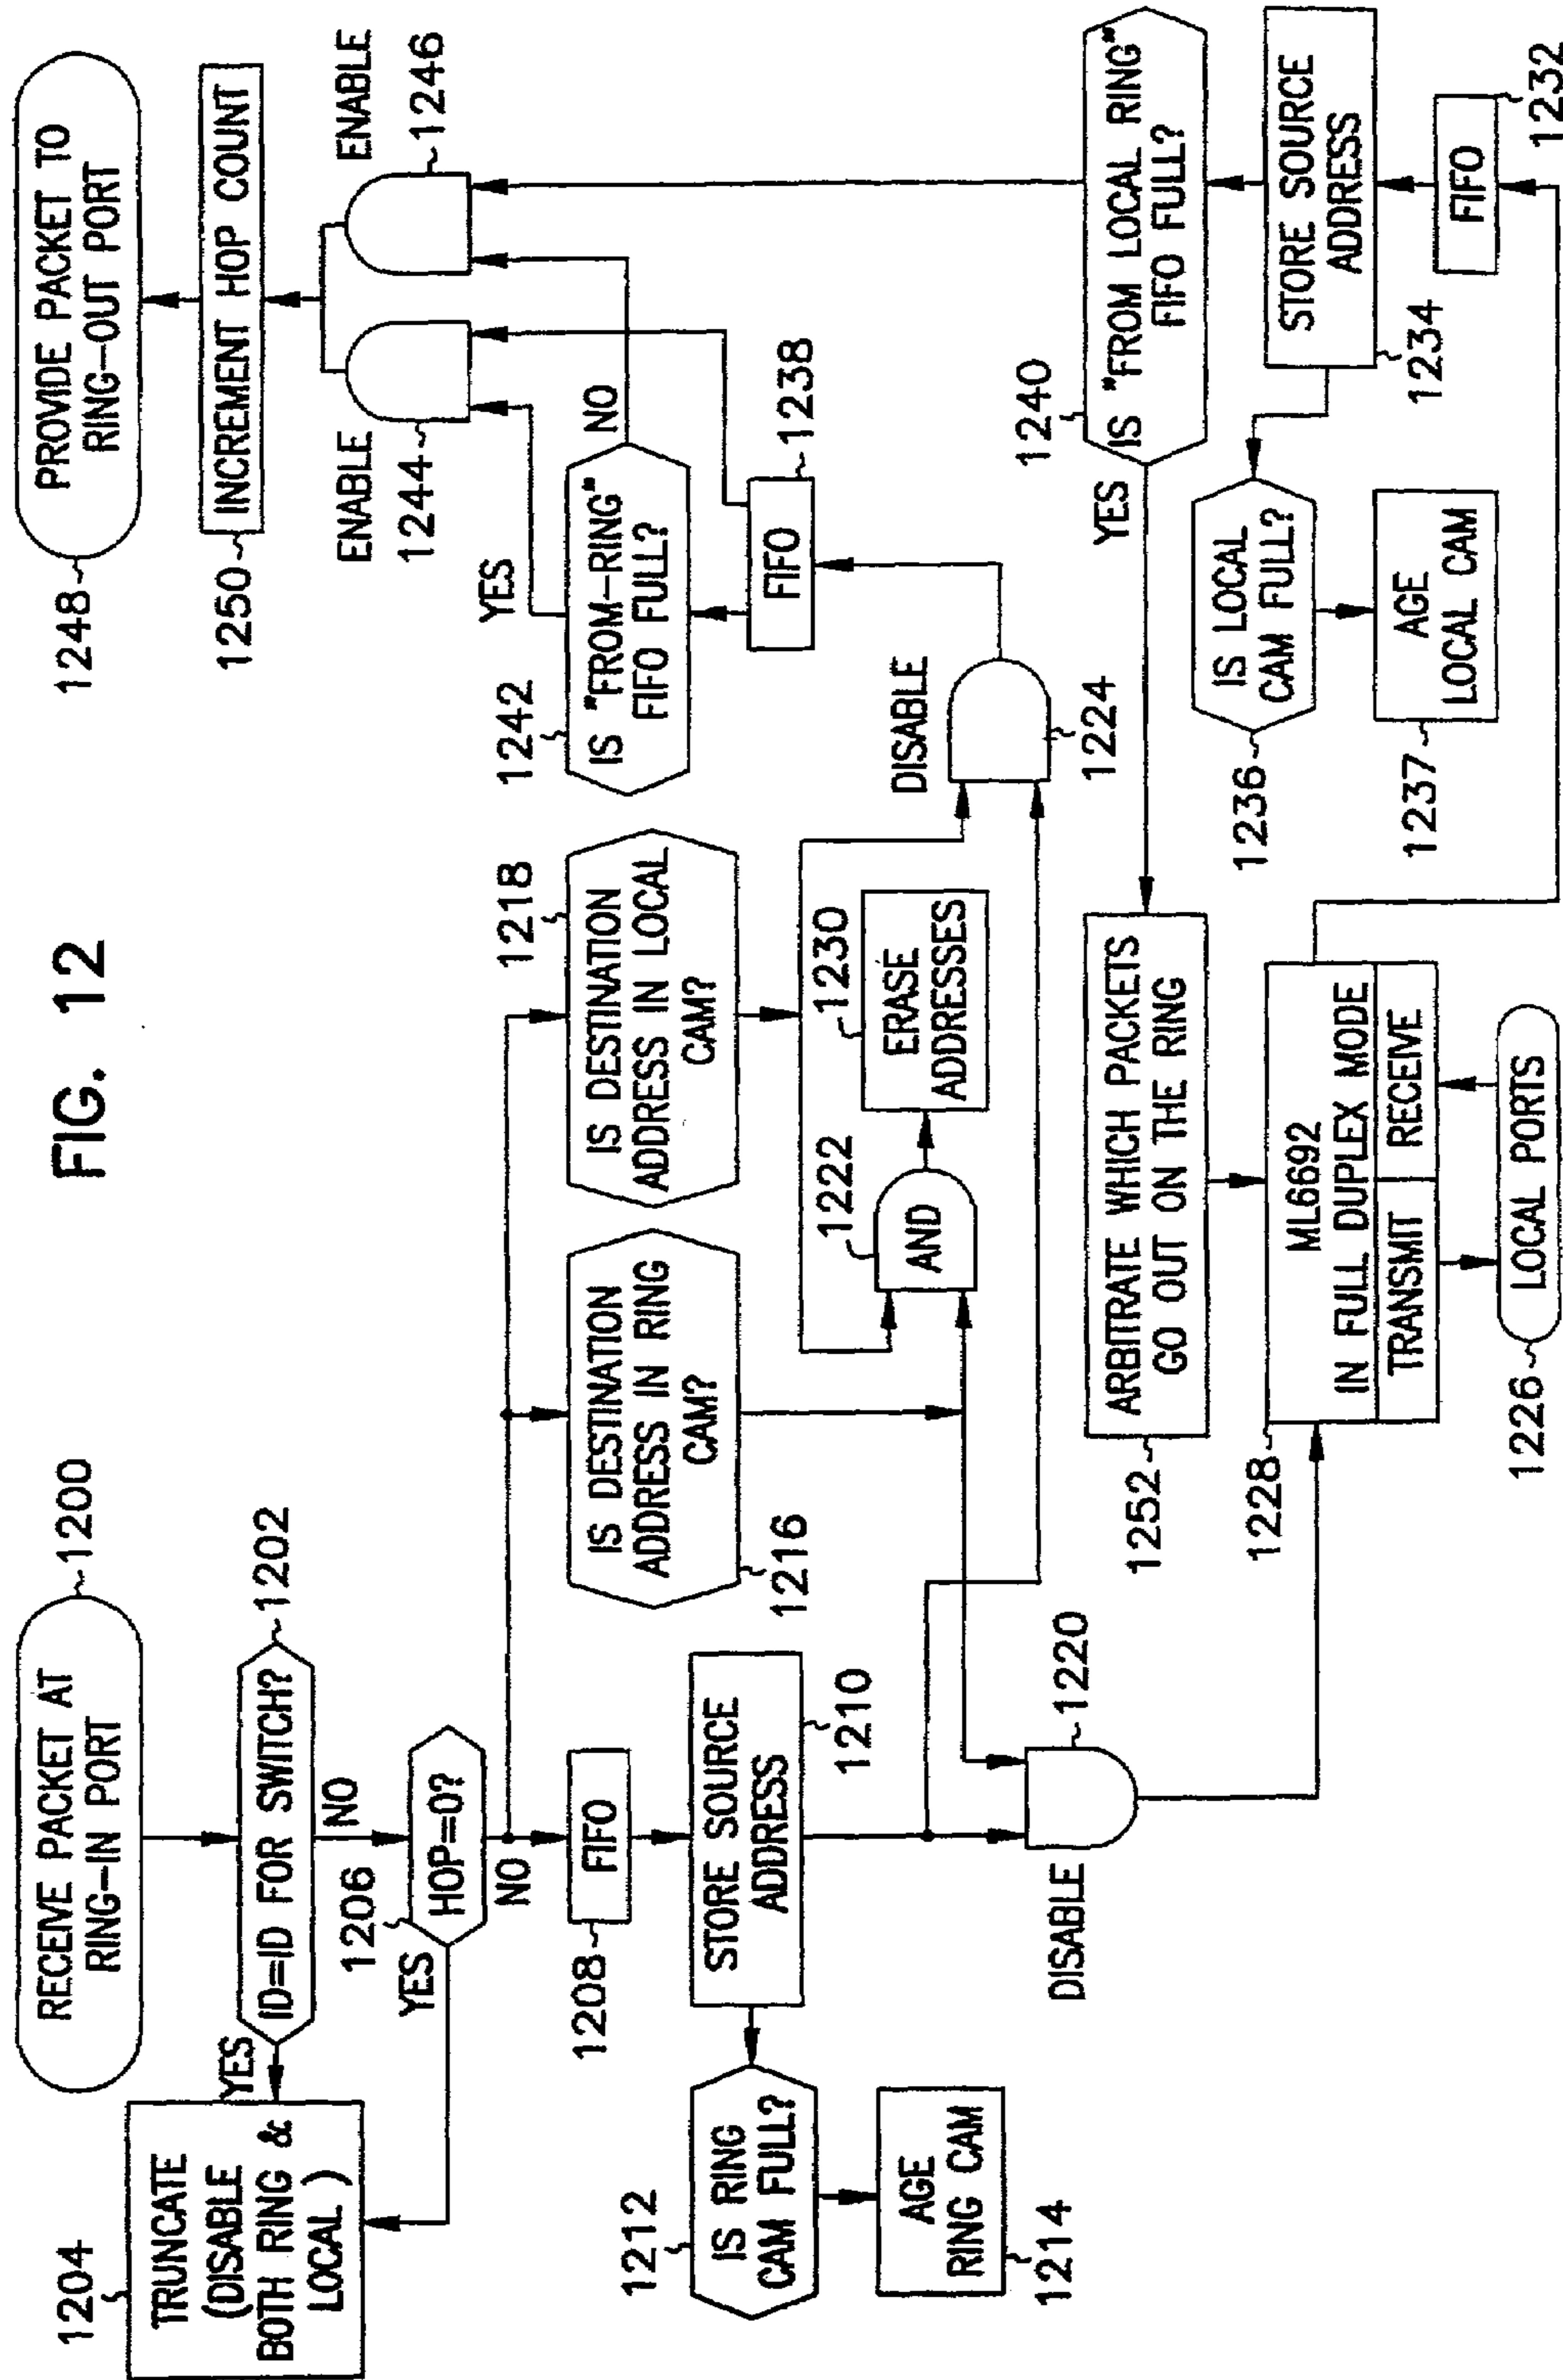 FIG. 12
RECEIVE PACKET AT
RING-IN PORT
1200
ID=ID FOR SWITCH?
1202
YES
NO
1204
TRUNCATE
(DISABLE
BOTH RING &
LOCAL )
1206
HOP=0?
YES
NO
1208
FIFO
STORE SOURCE
ADDRESS
1210
1212
IS RING
CAM FULL?
AGE
RING CAM
1214
IS DESTINATION
ADDRESS IN RING
CAM?
1216
1218
IS DESTINATION
ADDRESS IN LOCAL
CAM?
DISABLE
1220
1222
AND
1230
ERASE
ADDRESSES
DISABLE
1224
1248
PROVIDE PACKET TO
RING-OUT PORT
1250
INCREMENT HOP COUNT
ENABLE
1244
ENABLE
1246
1242
IS "FROM-RING"
FIFO FULL?
YES
NO
FIFO
1238
1240
IS "FROM LOCAL RING"
FIFO FULL?
YES
1252
ARBITRATE WHICH PACKETS
GO OUT ON THE RING
1228
ML6692
IN FULL DUPLEX MODE
TRANSMIT
RECEIVE
1226
LOCAL PORTS
1236
IS LOCAL
CAM FULL?
1237
AGE
LOCAL CAM
STORE SOURCE
ADDRESS
1234
FIFO
1232